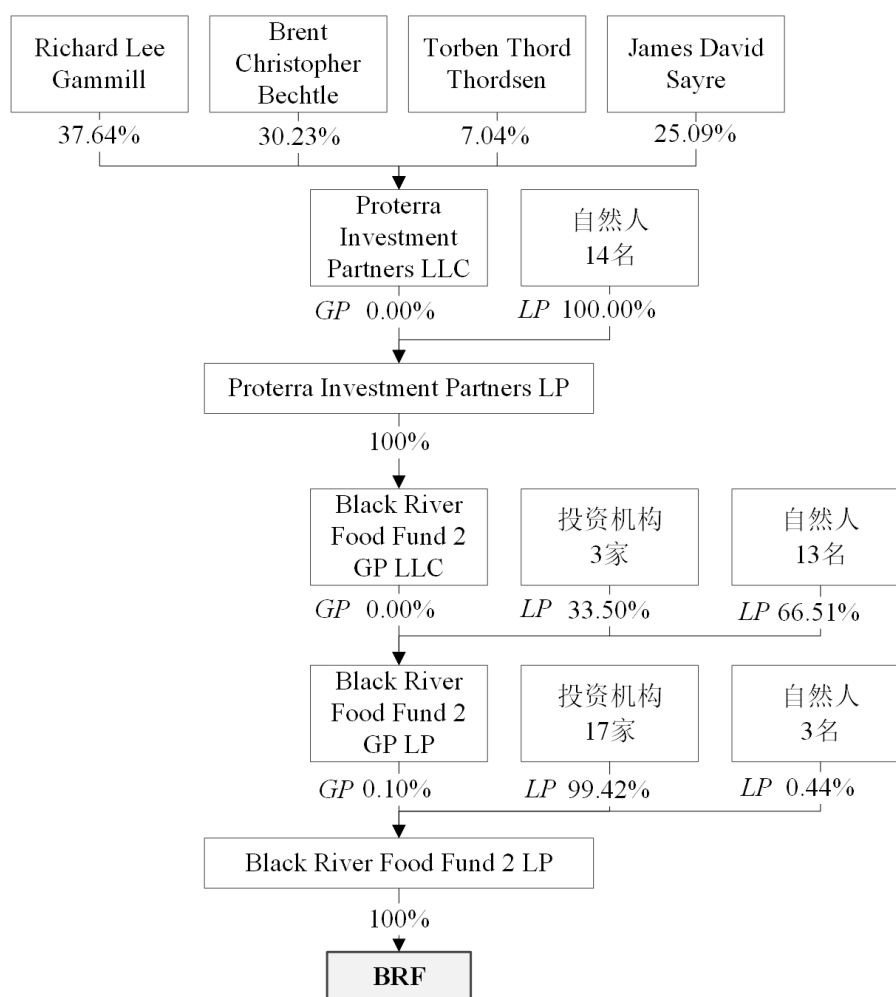 Richard Lee
Gammill
Brent
Christopher
Bechtle
Torben Thord
Thordsen
James David
Sayre
37.64%
30.23%
7.04%
25.09%
Proterra
Investment
Partners LLC
自然人
14名
GP 0.00%
LP 100.00%
Proterra Investment Partners LP
100%
Black River
Food Fund 2
GP LLC
投资机构
3家
自然人
13名
GP 0.00%
LP 33.50%
LP 66.51%
Black River
Food Fund 2
GP LP
投资机构
17家
自然人
3名
GP 0.10%
LP 99.42%
LP 0.44%
Black River Food Fund 2 LP
100%
BRF